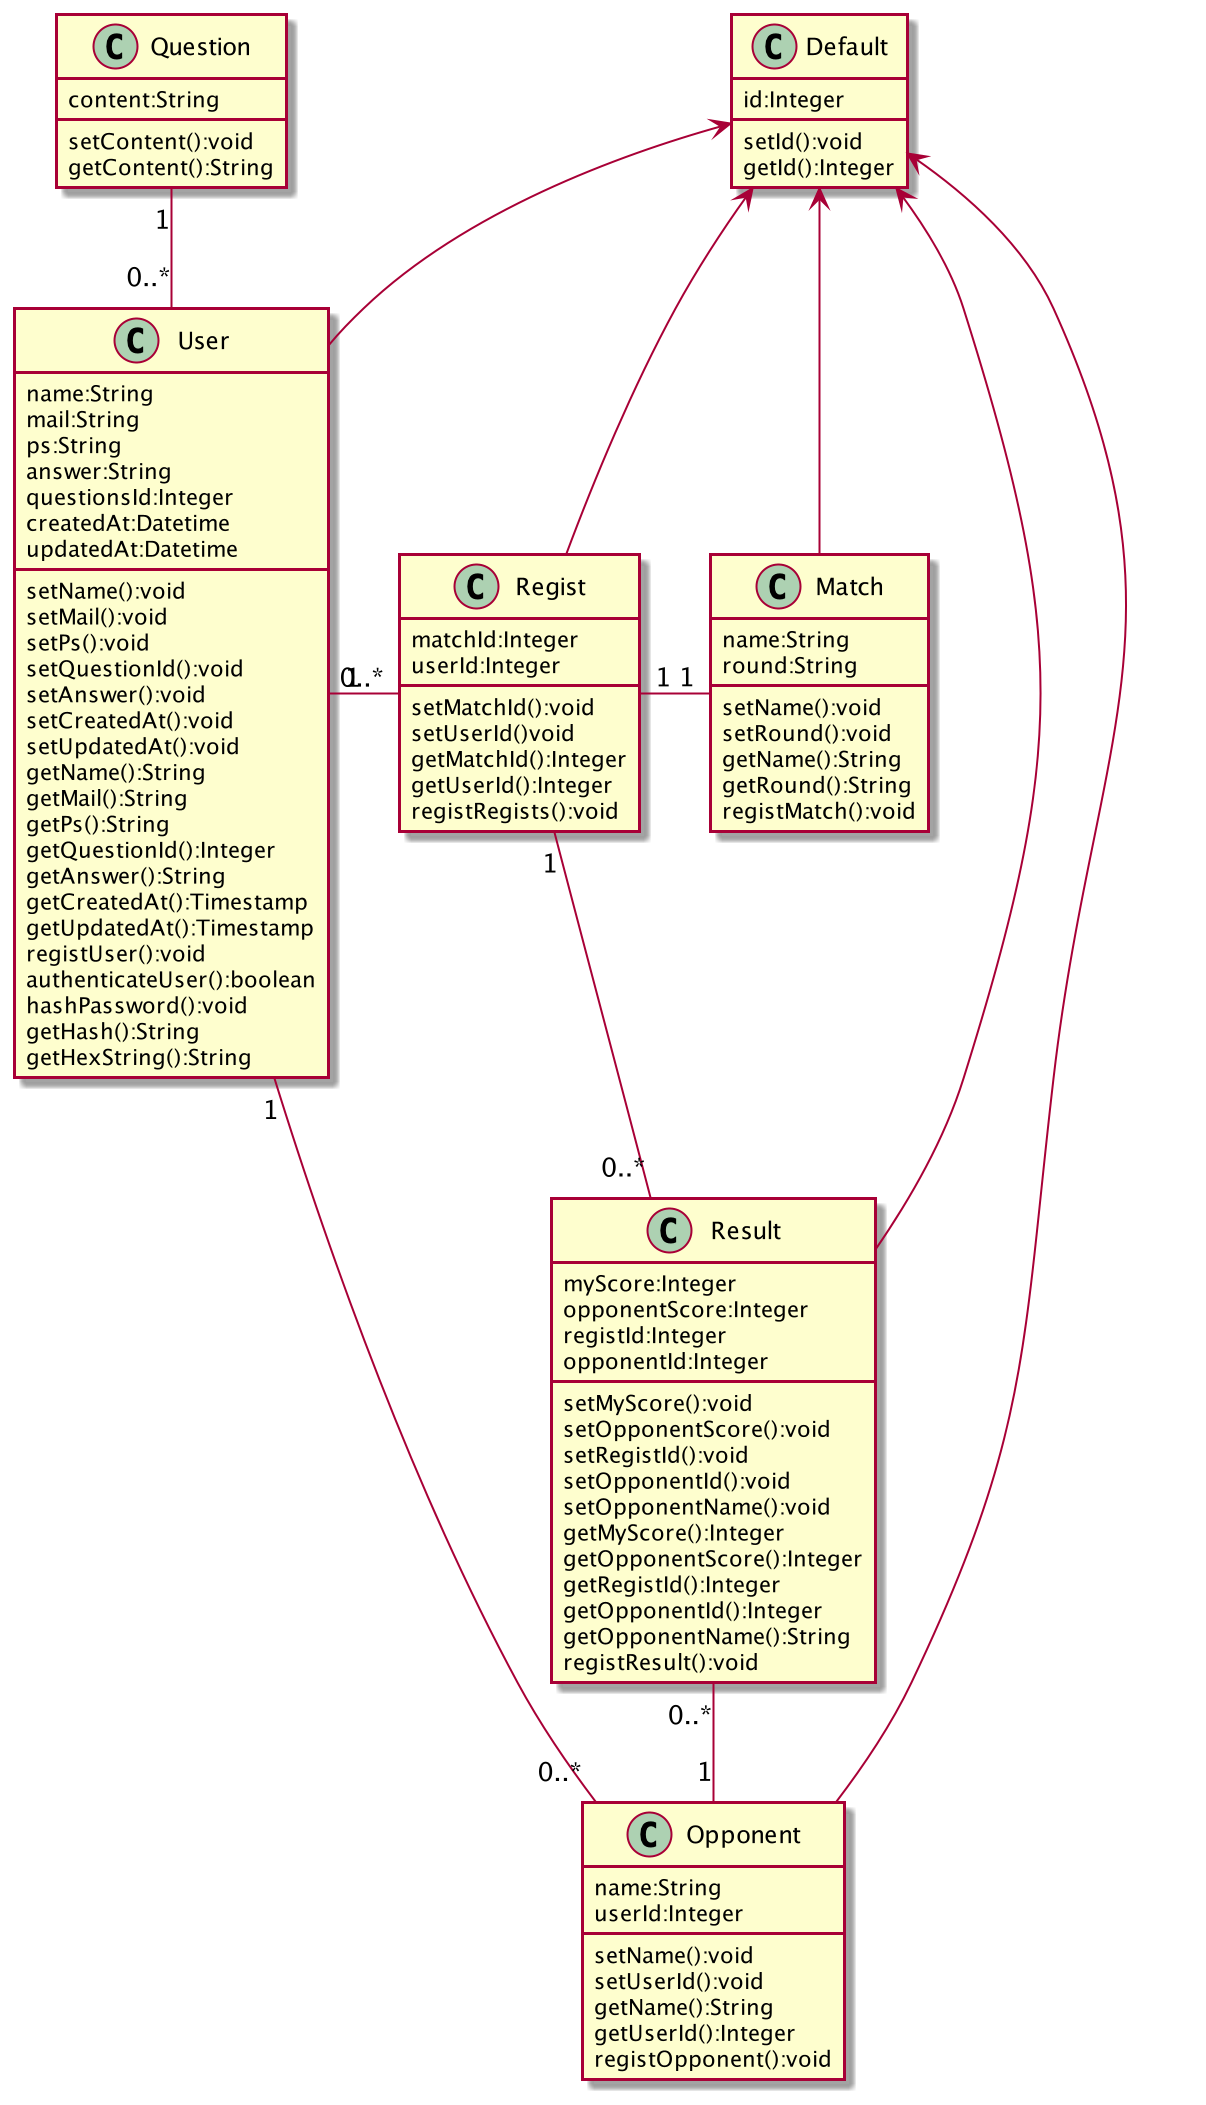 C Question
content:String
setContent():void
getContent():String
C Default
id:Integer
setId():void
getId():Integer
1
0..*
C User
name:String
mail:String
ps:String
answer:String
questionsId:Integer
createdAt:Datetime
updatedAt:Datetime
setName():void
setMail():void
setPs():void
setQuestionId():void
setAnswer():void
setCreatedAt():void
setUpdatedAt():void
getName():String
getMail():String
getPs():String
getQuestionId():Integer
getAnswer():String
getCreatedAt():Timestamp
getUpdatedAt():Timestamp
registUser():void
authenticateUser():boolean
hashPassword():void
getHash():String
getHexString():String
1
0..*
C Regist
matchId:Integer
userId:Integer
setMatchId():void
setUserId()void
getMatchId():Integer
getUserId():Integer
registRegists():void
1
1
C Match
name:String
round:String
setName():void
setRound():void
getName():String
getRound():String
registMatch():void
1
0..*
1
C Result
myScore:Integer
opponentScore:Integer
registId:Integer
opponentId:Integer
setMyScore():void
setOpponentScore():void
setRegistId():void
setOpponentId():void
setOpponentName():void
getMyScore():Integer
getOpponentScore():Integer
getRegistId():Integer
getOpponentId():Integer
getOpponentName():String
registResult():void
0..*
0..*
1
C Opponent
name:String
userId:Integer
setName():void
setUserId():void
getName():String
getUserId():Integer
registOpponent():void